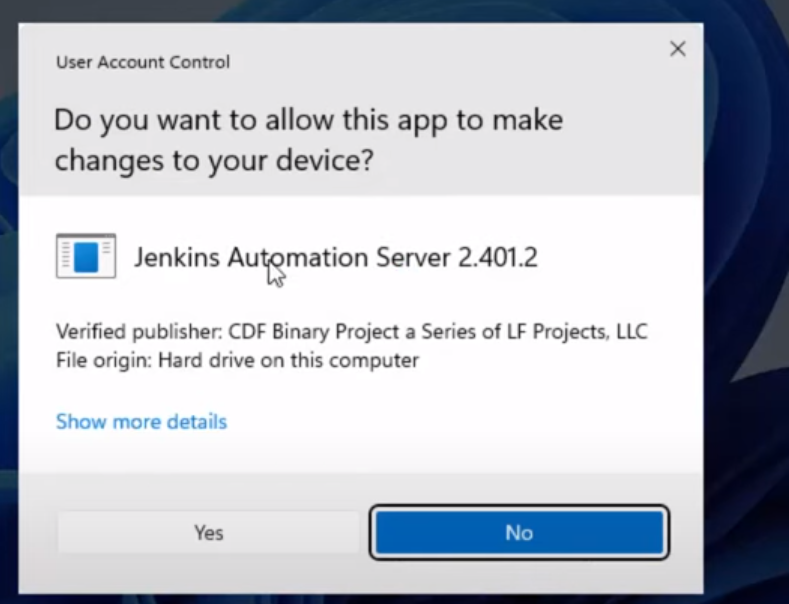 User Account Control
Do you want to allow this app to make
changes to your device?
Jenkins Automation Server 2.401.2
Verified publisher: CDF Binary Project a Series of LF Projects, LLC
File origin: Hard drive on this computer
Show more details
Yes
No